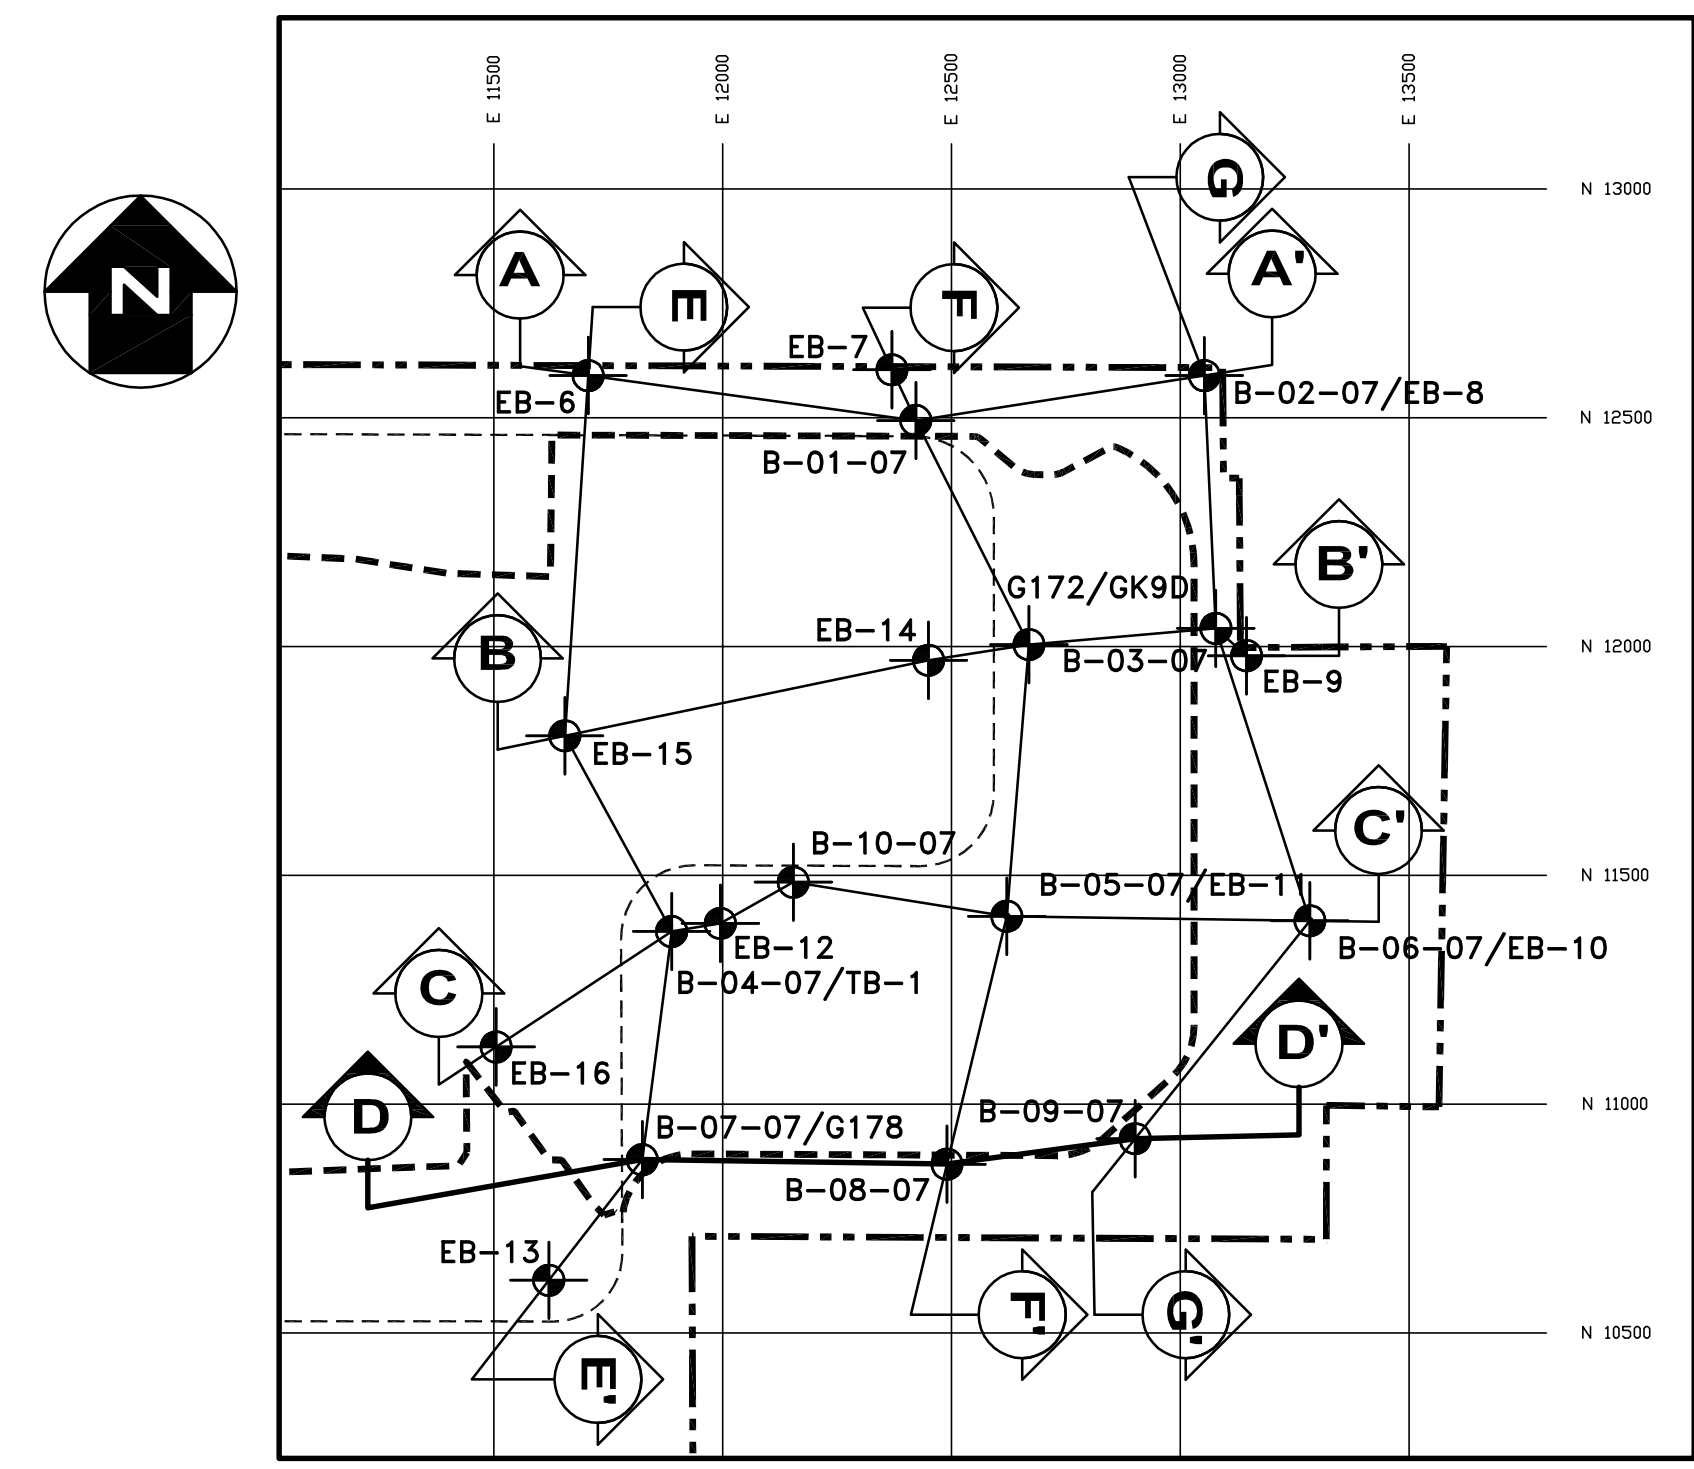 E 11500
E 12000
E 12500
E 13000
E 13500
G
N 13000
N
A
E
F
A'
EB-7
EB-6
B-02-07/EB-8
N 12500
B-01-07
B'
G172/GK9D
EB-14
N 12000
B
B-03-07
EB-9
EB-15
C'
B-10-07
B-05-07/EB-11
N 11500
EB-12
B-06-07/EB-10
B-04-07/TB-1
C
D'
EB-16
D
B-09-07
N 11000
B-07-07/G178
B-08-07
EB-13
F'
G'
N 10500
E'